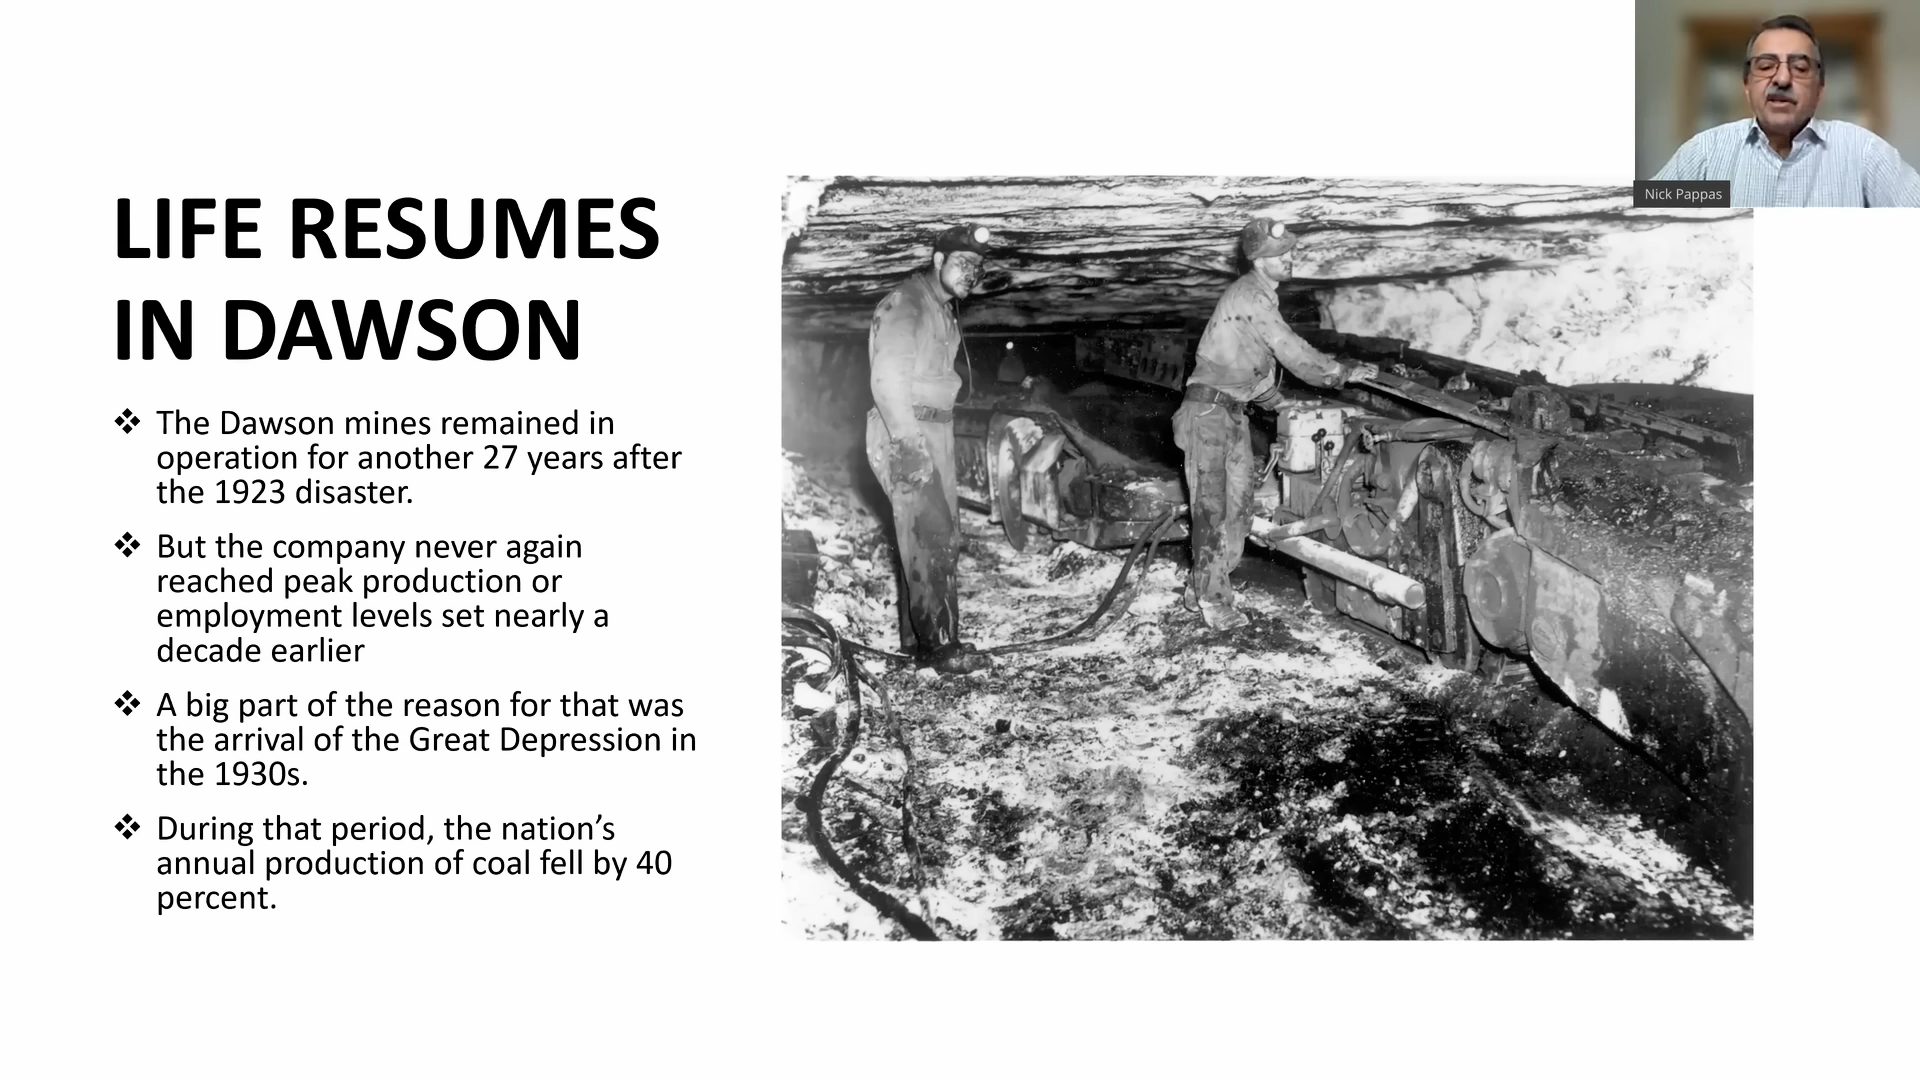 LIFE RESUMES
IN DAWSON
❖ The Dawson mines remained in
operation for another 27 years after
the 1923 disaster.
❖ But the company never again
reached peak production or
employment levels set nearly a
decade earlier
❖ A big part of the reason for that was
the arrival of the Great Depression in
the 1930s.
❖ During that period, the nation’s
annual production of coal fell by 40
percent.
Nick Pappas